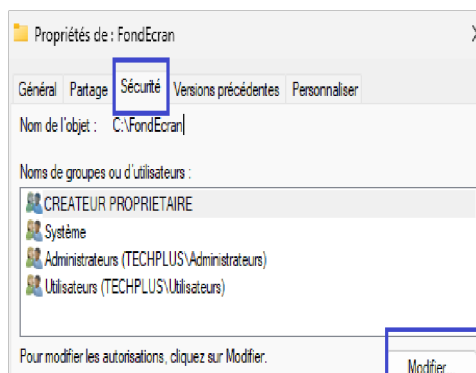 Propriétés de : FondEcran
Général Partage Sécurité Versions précédentes Personnaliser
Nom de l'objet : C:\FondEcran
Noms de groupes ou d'utilisateurs :
CREATEUR PROPRIETAIRE
Système
Administrateurs (TECHPLUS\Administrateurs)
Utilisateurs (TECHPLUS\Utilisateurs)
Pour modifier les autorisations, cliquez sur Modifier.
Modifier...